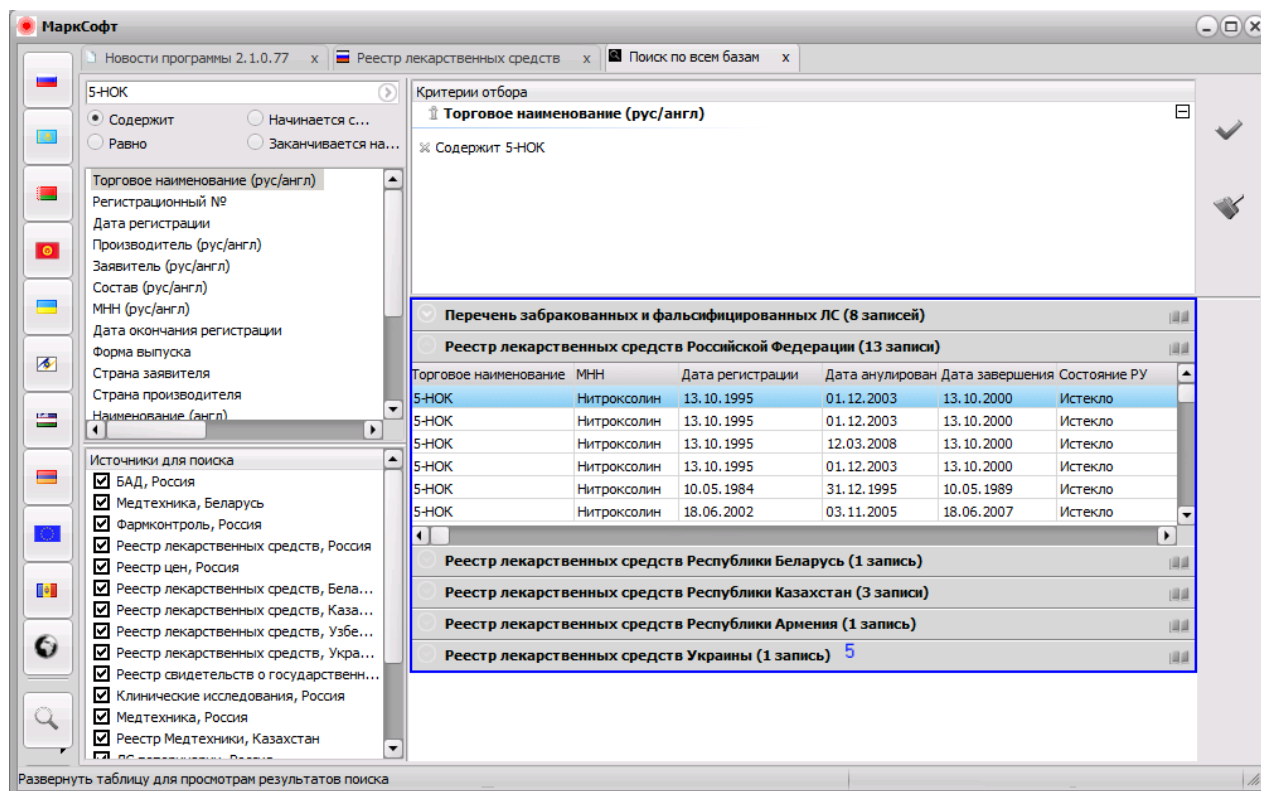 МаркСофт
Новости программы 2.1.0.77 x Реестр лекарственных средств x Поиск по всем базам x
5-НОК
Содержит Начинается с...
Равно Заканчивается на...
Торговое наименование (рус/англ)
Регистрационный №
Дата регистрации
Производитель (рус/англ)
Заявитель (рус/англ)
Состав (рус/англ)
МНН (рус/англ)
Дата окончания регистрации
Форма выпуска
Страна заявителя
Страна производителя
Наименование (англ)
Источники для поиска
БАД, Россия
Медтехника, Беларусь
Фармконтроль, Россия
Реестр лекарственных средств, Россия
Реестр цен, Россия
Реестр лекарственных средств, Бела...
Реестр лекарственных средств, Каза...
Реестр лекарственных средств, Узбе...
Реестр лекарственных средств, Укра...
Реестр свидетельств о государственн...
Клинические исследования, Россия
Медтехника, Россия
Реестр Медтехники, Казахстан
Критерии отбора
Торговое наименование (рус/англ)
Содержит 5-НОК
Перечень забракованных и фальсифицированных ЛС (8 записей)
Реестр лекарственных средств Российской Федерации (13 записи)
Торговое наименование МНН Дата регистрации Дата анулирован Дата завершения Состояние РУ
5-НОК Нитроксолин 13.10.1995 01.12.2003 13.10.2000 Истекло
5-НОК Нитроксолин 13.10.1995 01.12.2003 13.10.2000 Истекло
5-НОК Нитроксолин 13.10.1995 12.03.2008 13.10.2000 Истекло
5-НОК Нитроксолин 13.10.1995 01.12.2003 13.10.2000 Истекло
5-НОК Нитроксолин 10.05.1984 31.12.1995 10.05.1989 Истекло
5-НОК Нитроксолин 18.06.2002 03.11.2005 18.06.2007 Истекло
Реестр лекарственных средств Республики Беларусь (1 запись)
Реестр лекарственных средств Республики Казахстан (3 записи)
Реестр лекарственных средств Республики Армения (1 запись)
Реестр лекарственных средств Украины (1 запись) 5
Развернуть таблицу для просмотрам результатов поиска